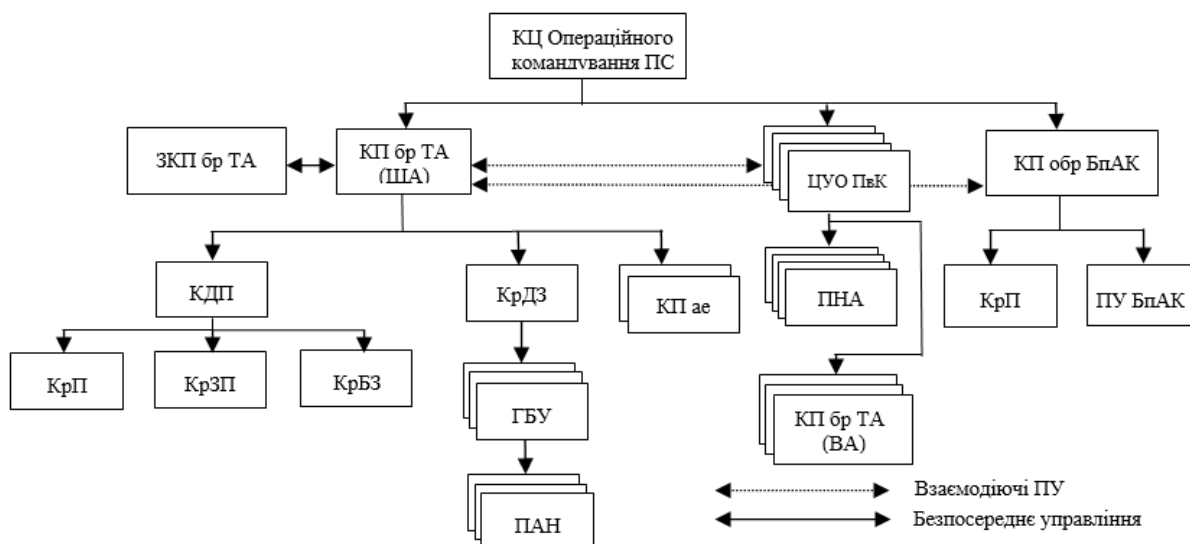 КЦ Операційного
командування ПС
ЗКП бр ТА
КП бр ТА
(ША)
ЦУО ПвК
КП обр БпАК
КДП
КрДЗ
КП ае
ПНА
КрП
ПУ БпАК
КрП
КрЗП
КрБЗ
ГБУ
КП бр ТА
(ВА)
ПАН
Взаємодіючі ПУ
Безпосереднє управління